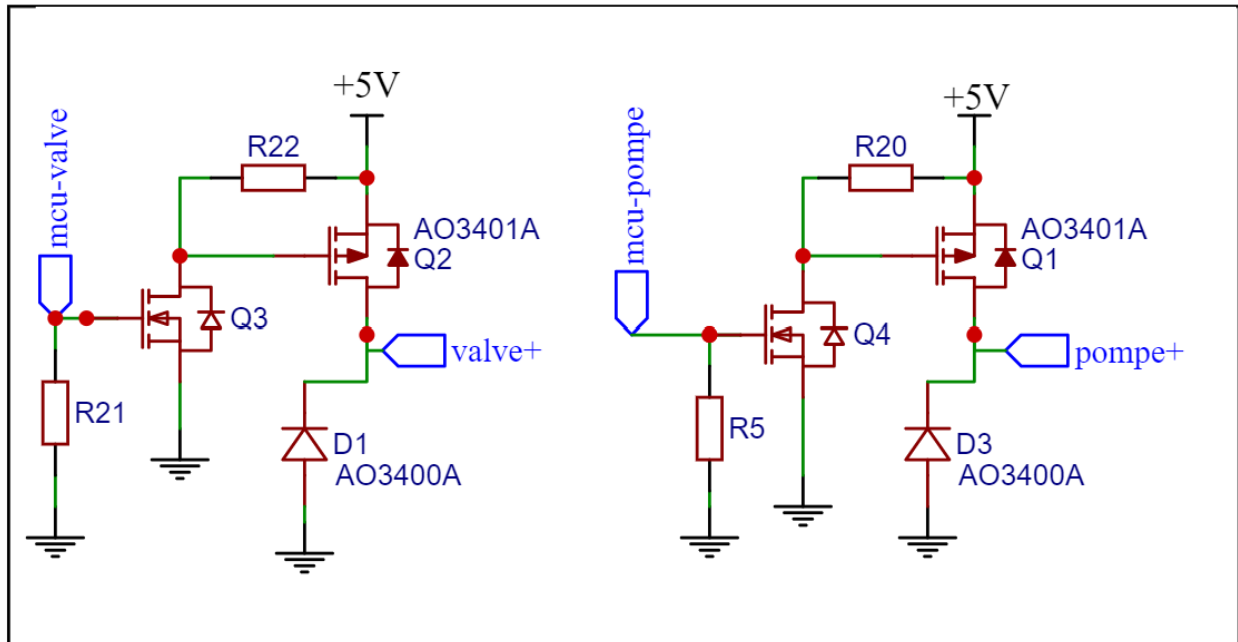 +5V
mcu-valve
R22
AO3401A
Q2
Q3
valve+
R21
D1
AO3400A
+5V
mcu-pompe
R20
AO3401A
Q1
Q4
pompe+
R5
D3
AO3400A